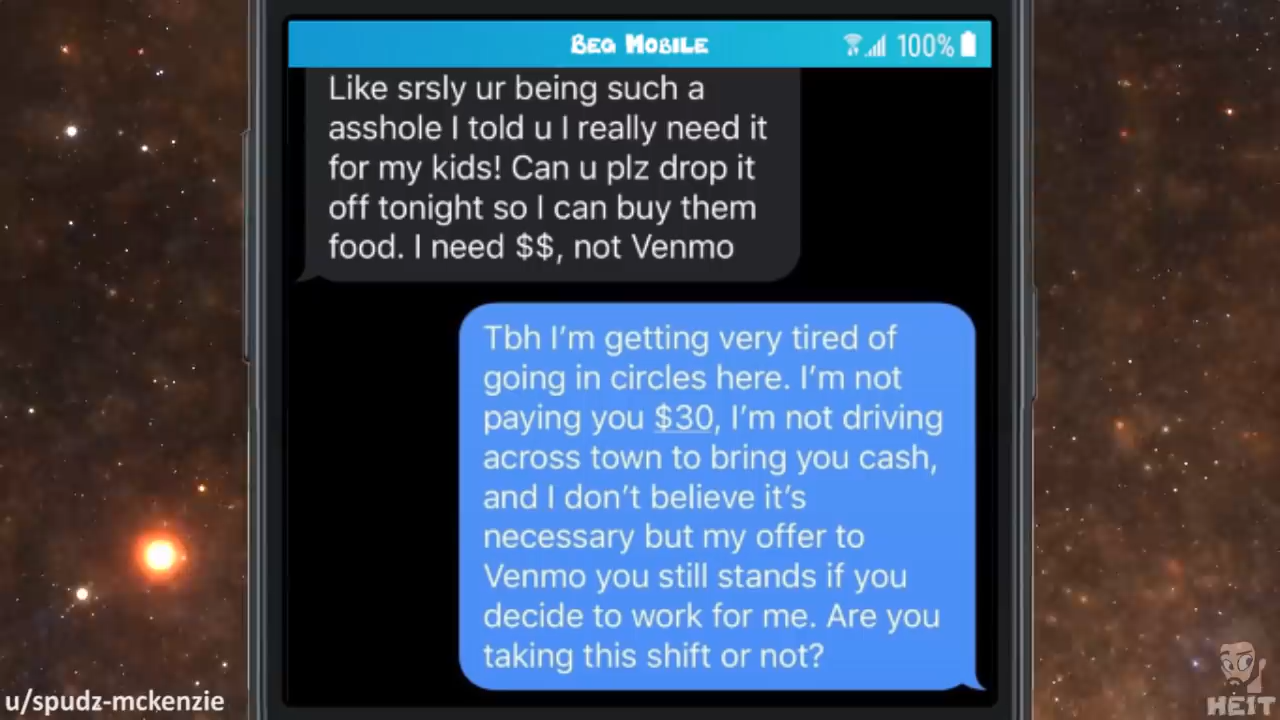 BEG MOBILE
100%
Like srsly ur being such a
asshole I told u I really need it
for my kids! Can u plz drop it
off tonight so I can buy them
food. I need $$, not Venmo
Tbh I’m getting very tired of
going in circles here. I’m not
paying you $30, I’m not driving
across town to bring you cash,
and I don’t believe it’s
necessary but my offer to
Venmo you still stands if you
decide to work for me. Are you
taking this shift or not?
u/spudz-mckenzie
HEIT